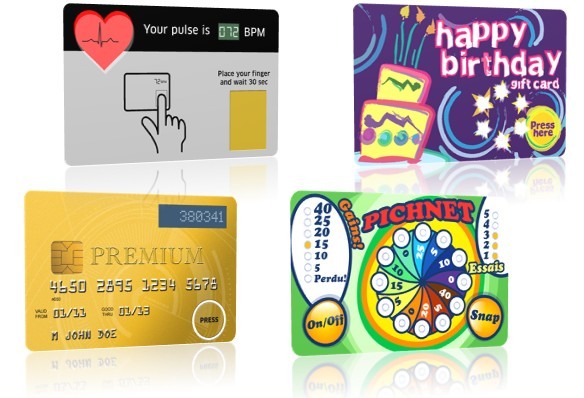 Your pulse is 072 BPM
Place your finger
and wait 30 sec
happy
birthday
gift card
Press
here
380341
PREMIUM
4650 2895 1234 5678
VALID
FROM 01/11 GOOD
THRU 01/13
M JOHN DOE
PRESS
PICHNET
Gains!
40
25
20
15
10
5
Perdu!
5
4
3
2
1
Essais
On/Off
Snap